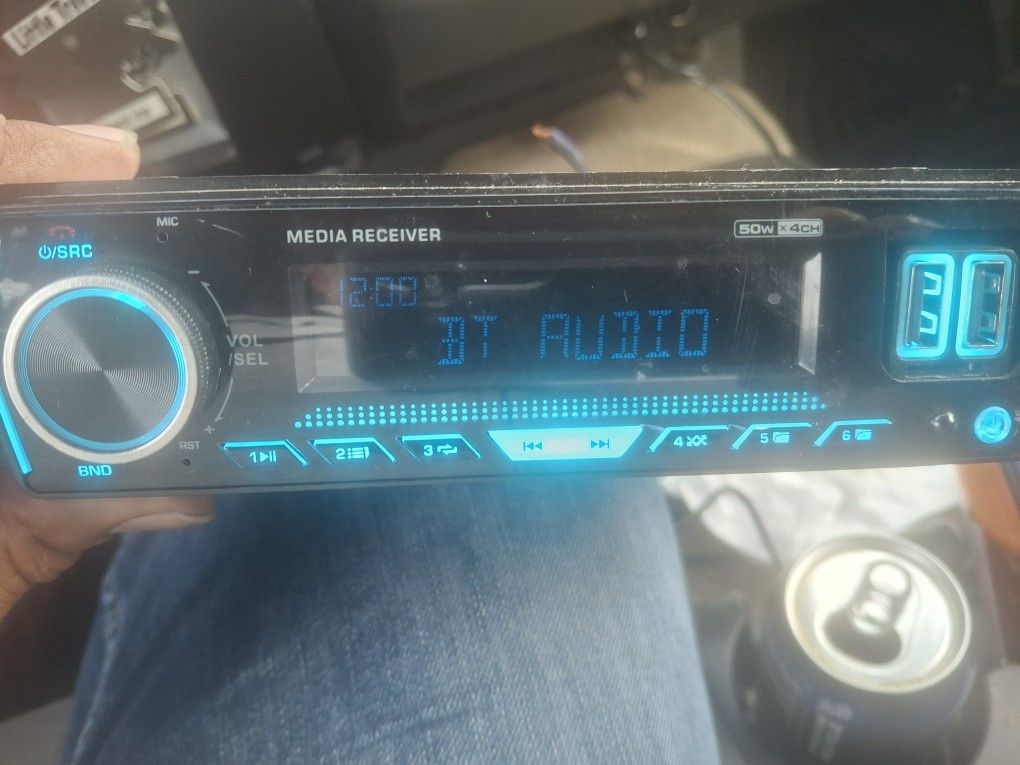 MIC
/SRC
MEDIA RECEIVER
50W x 4CH
12:00
BT AUDIO
VOL
/SEL
−
+
RST
BND
1
2
3
4
5
6